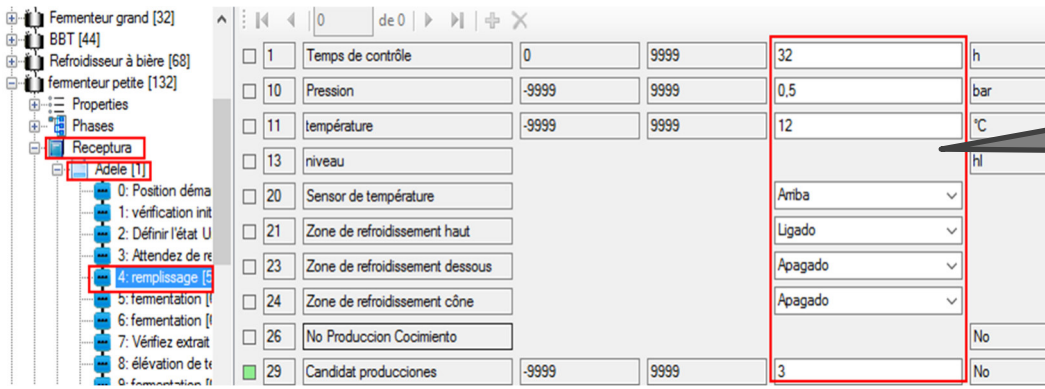 Fermenteur grand [32]
BBT [44]
Refroidisseur à bière [68]
fermenteur petite [132]
Properties
Phases
Receptura
Adele [1]
0: Position déma
1: vérification init
2: Définir l'état U
3: Attendez de re
4: remplissage [5
5: fermentation [
6: fermentation [
7: Vérifiez extrait
8: élévation de te
9: fermentation [
0 de 0
1 Temps de contrôle 0 9999 32 h
10 Pression -9999 9999 0,5 bar
11 température -9999 9999 12 °C
13 niveau hl
20 Sensor de température Arriba
21 Zone de refroidissement haut Ligado
23 Zone de refroidissement dessous Apagado
24 Zone de refroidissement cône Apagado
26 No Produccion Cocimiento No
29 Candidat producciones -9999 9999 3 No